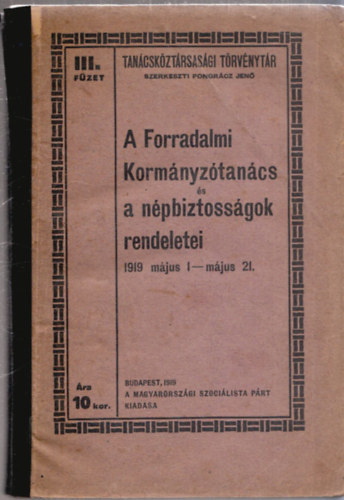 III. FÜZET
TANÁCSKÖZTÁRSASÁGI TÖRVÉNYTÁR
SZERKESZTI PONGRÁCZ JENŐ
A Forradalmi
Kormányzótanács
és
a népbiztosságok
rendeletei
1919 május 1—május 21.
Ára
10 kor.
BUDAPEST, 1919
A MAGYARORSZÁGI SZOCIÁLISTA PÁRT
KIADÁSA